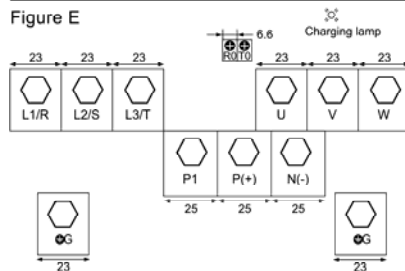 Figure E
Charging lamp
6.6
R0 T0
23 23 23 23 23 23
L1/R L2/S L3/T U V W
P1 P(+) N(-)
25 25 25
G G
23 23